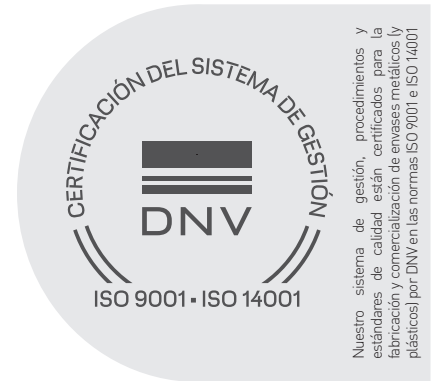 CERTIFICACIÓN DEL SISTEMA DE GESTIÓN
DNV
ISO 9001 ▪ ISO 14001
Nuestro sistema de gestión, procedimientos y
estándares de calidad están certificados para la
fabricación y comercialización de envases metálicos (y
plásticos) por DNV en las normas ISO 9001 e ISO 14001